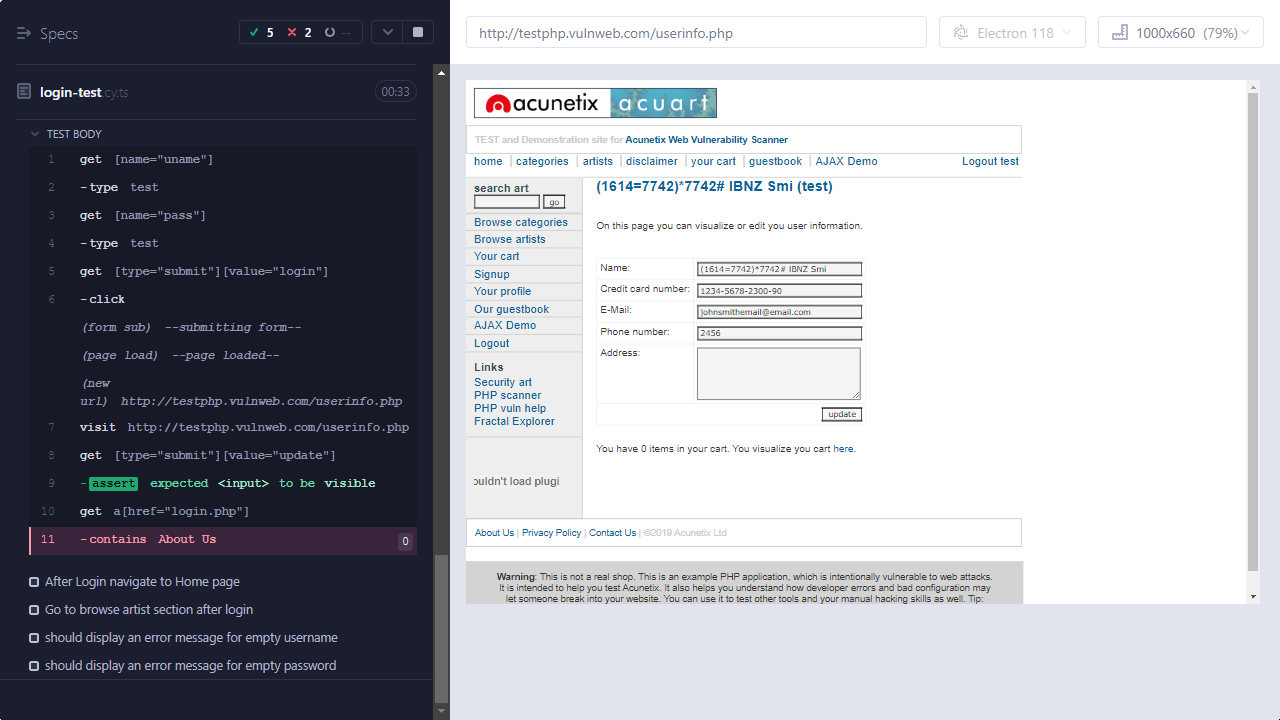 Specs
5 2 --
login-test.cy.ts 00:33
TEST BODY
1 get [name="uname"]
2 -type test
3 get [name="pass"]
4 -type test
5 get [type="submit"][value="login"]
6 -click
(form sub) --submitting form--
(page load) --page loaded--
(new
url) http://testphp.vulnweb.com/userinfo.php
7 visit http://testphp.vulnweb.com/userinfo.php
8 get [type="submit"][value="update"]
9 -assert expected <input> to be visible
10 get a[href="login.php"]
11 -contains About Us 0
After Login navigate to Home page
Go to browse artist section after login
should display an error message for empty username
should display an error message for empty password
http://testphp.vulnweb.com/userinfo.php
Electron 118
1000x660 (79%)
acunetix acuart
TEST and Demonstration site for Acunetix Web Vulnerability Scanner
home | categories | artists | disclaimer | your cart | guestbook | AJAX Demo Logout test
search art
go
Browse categories
Browse artists
Your cart
Signup
Your profile
Our guestbook
AJAX Demo
Logout
Links
Security art
PHP scanner
PHP vuln help
Fractal Explorer
ouldn't load plugi
(1614=7742)*7742# IBNZ Smi (test)
On this page you can visualize or edit you user information.
Name: (1614=7742)*7742# IBNZ Smi
Credit card number: 1234-5678-2300-90
E-Mail: johnsmithemail@email.com
Phone number: 2456
Address:
update
You have 0 items in your cart. You visualize you cart here.
About Us | Privacy Policy | Contact Us | ©2019 Acunetix Ltd
Warning: This is not a real shop. This is an example PHP application, which is intentionally vulnerable to web attacks.
It is intended to help you test Acunetix. It also helps you understand how developer errors and bad configuration may
let someone break into your website. You can use it to test other tools and your manual hacking skills as well. Tip: